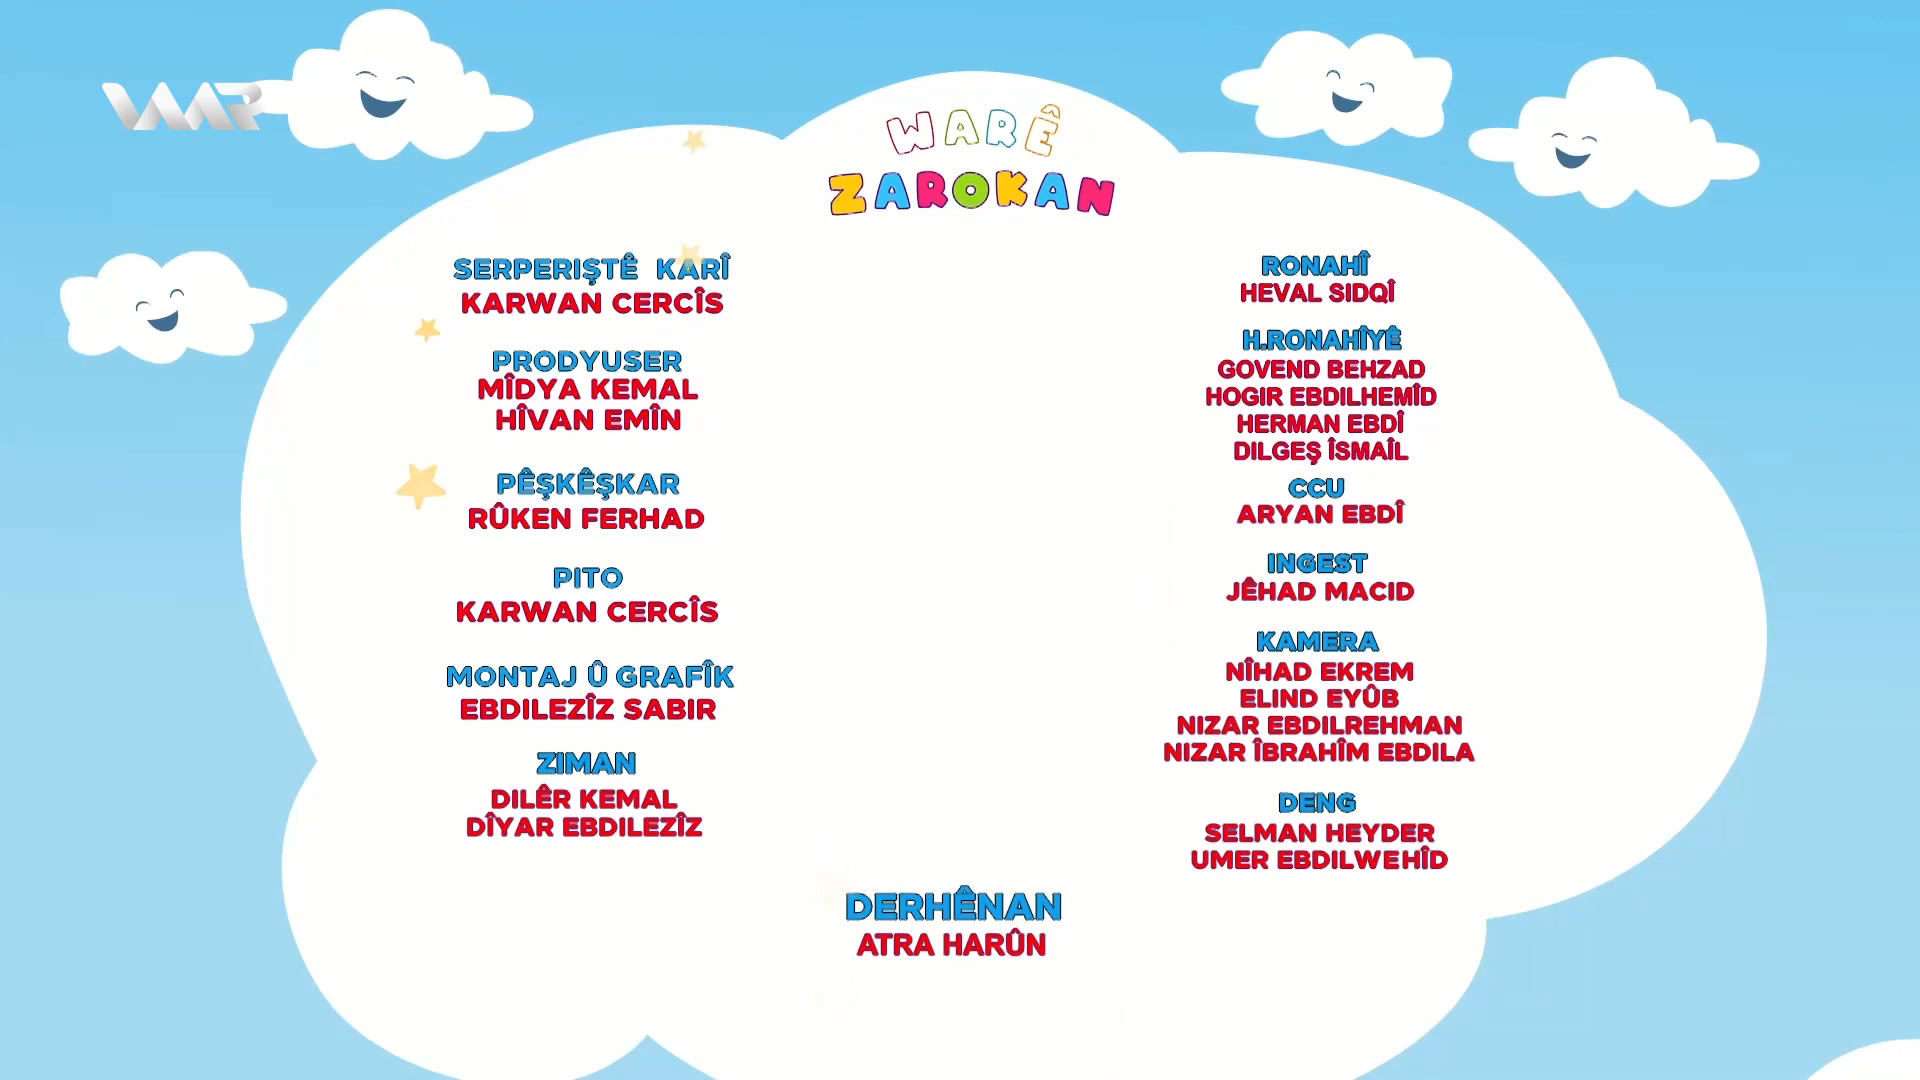 WAAR
WARÊ
ZAROKAN
SERPERIŞTÊ KARÎ
KARWAN CERCÎS
PRODYUSER
MÎDYA KEMAL
HÎVAN EMÎN
PÊŞKÊŞKAR
RÛKEN FERHAD
PITO
KARWAN CERCÎS
MONTAJ Û GRAFÎK
EBDILEZÎZ SABIR
ZIMAN
DILÊR KEMAL
DÎYAR EBDILEZÎZ
RONAHÎ
HEVAL SIDQÎ
H.RONAHÎYÊ
GOVEND BEHZAD
HOGIR EBDILHEMÎD
HERMAN EBDÎ
DILGEŞ ÎSMAÎL
CCU
ARYAN EBDÎ
INGEST
JÊHAD MACID
KAMERA
NÎHAD EKREM
ELIND EYÛB
NIZAR EBDILREHMAN
NIZAR ÎBRAHÎM EBDILA
DENG
SELMAN HEYDER
UMER EBDILWEHÎD
DERHÊNAN
ATRA HARÛN